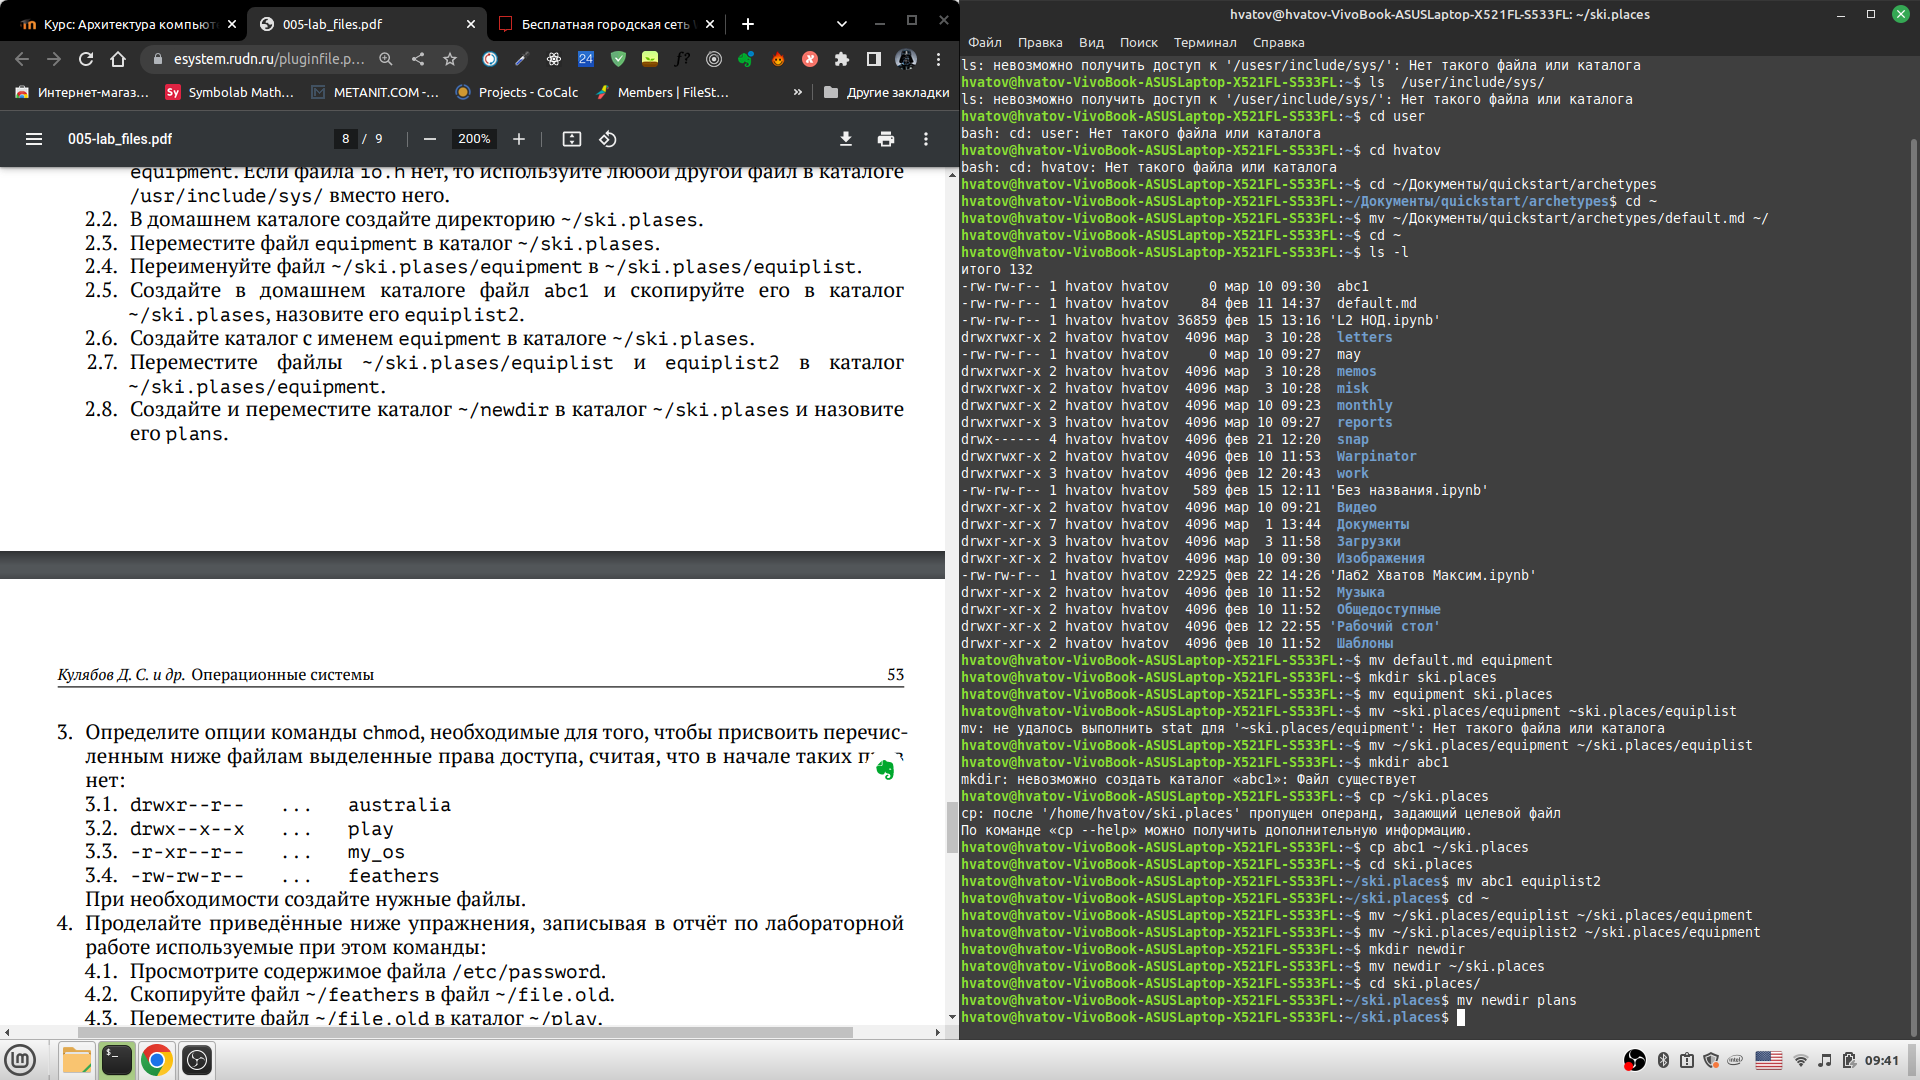 Курс: Архитектура компьют
005-lab_files.pdf
Бесплатная городская сеть
esystem.rudn.ru/pluginfile.p...
Интернет-магаз...
Symbolab Math...
METANIT.COM -...
Projects - CoCalc
Members | FileSt...
»
Другие закладки
005-lab_files.pdf
8 / 9
200%
equipment. Если файла io.h нет, то используйте любой другой файл в каталоге
/usr/include/sys/ вместо него.
2.2. В домашнем каталоге создайте директорию ~/ski.plases.
2.3. Переместите файл equipment в каталог ~/ski.plases.
2.4. Переименуйте файл ~/ski.plases/equipment в ~/ski.plases/equiplist.
2.5. Создайте в домашнем каталоге файл abc1 и скопируйте его в каталог
~/ski.plases, назовите его equiplist2.
2.6. Создайте каталог с именем equipment в каталоге ~/ski.plases.
2.7. Переместите файлы ~/ski.plases/equiplist и equiplist2 в каталог
~/ski.plases/equipment.
2.8. Создайте и переместите каталог ~/newdir в каталог ~/ski.plases и назовите
его plans.
Кулябов Д. С. и др. Операционные системы 53
3. Определите опции команды chmod, необходимые для того, чтобы присвоить перечис-
ленным ниже файлам выделенные права доступа, считая, что в начале таких
нет:
3.1. drwxr--r-- ... australia
3.2. drwx--x--x ... play
3.3. -r-xr--r-- ... my_os
3.4. -rw-rw-r-- ... feathers
При необходимости создайте нужные файлы.
4. Проделайте приведённые ниже упражнения, записывая в отчёт по лабораторной
работе используемые при этом команды:
4.1. Просмотрите содержимое файла /etc/password.
4.2. Скопируйте файл ~/feathers в файл ~/file.old.
4.3. Переместите файл ~/file.old в каталог ~/play.
hvatov@hvatov-VivoBook-ASUSLaptop-X521FL-S533FL: ~/ski.places
Файл Правка Вид Поиск Терминал Справка
ls: невозможно получить доступ к '/usesr/include/sys/': Нет такого файла или каталога
hvatov@hvatov-VivoBook-ASUSLaptop-X521FL-S533FL:~$ ls  /user/include/sys/
ls: невозможно получить доступ к '/user/include/sys/': Нет такого файла или каталога
hvatov@hvatov-VivoBook-ASUSLaptop-X521FL-S533FL:~$ cd user
bash: cd: user: Нет такого файла или каталога
hvatov@hvatov-VivoBook-ASUSLaptop-X521FL-S533FL:~$ cd hvatov
bash: cd: hvatov: Нет такого файла или каталога
hvatov@hvatov-VivoBook-ASUSLaptop-X521FL-S533FL:~$ cd ~/Документы/quickstart/archetypes
hvatov@hvatov-VivoBook-ASUSLaptop-X521FL-S533FL:~/Документы/quickstart/archetypes$ cd ~
hvatov@hvatov-VivoBook-ASUSLaptop-X521FL-S533FL:~$ mv ~/Документы/quickstart/archetypes/default.md ~/
hvatov@hvatov-VivoBook-ASUSLaptop-X521FL-S533FL:~$ cd ~
hvatov@hvatov-VivoBook-ASUSLaptop-X521FL-S533FL:~$ ls -l
итого 132
-rw-rw-r-- 1 hvatov hvatov     0 мар 10 09:30  abc1
-rw-rw-r-- 1 hvatov hvatov    84 фев 11 14:37  default.md
-rw-rw-r-- 1 hvatov hvatov 36859 фев 15 13:16 'L2 НОД.ipynb'
drwxrwxr-x 2 hvatov hvatov  4096 мар  3 10:28  letters
-rw-rw-r-- 1 hvatov hvatov     0 мар 10 09:27  may
drwxrwxr-x 2 hvatov hvatov  4096 мар  3 10:28  memos
drwxrwxr-x 2 hvatov hvatov  4096 мар  3 10:28  misk
drwxrwxr-x 2 hvatov hvatov  4096 мар 10 09:23  monthly
drwxrwxr-x 3 hvatov hvatov  4096 мар 10 09:27  reports
drwx------ 4 hvatov hvatov  4096 фев 21 12:20  snap
drwxrwxr-x 2 hvatov hvatov  4096 фев 10 11:53  Warpinator
drwxrwxr-x 3 hvatov hvatov  4096 фев 12 20:43  work
-rw-rw-r-- 1 hvatov hvatov   589 фев 15 12:11 'Без названия.ipynb'
drwxr-xr-x 2 hvatov hvatov  4096 мар 10 09:21  Видео
drwxr-xr-x 7 hvatov hvatov  4096 мар  1 13:44  Документы
drwxr-xr-x 3 hvatov hvatov  4096 мар  3 11:58  Загрузки
drwxr-xr-x 2 hvatov hvatov  4096 мар 10 09:30  Изображения
-rw-rw-r-- 1 hvatov hvatov 22925 фев 22 14:26 'Лаб2 Хватов Максим.ipynb'
drwxr-xr-x 2 hvatov hvatov  4096 фев 10 11:52  Музыка
drwxr-xr-x 2 hvatov hvatov  4096 фев 10 11:52  Общедоступные
drwxr-xr-x 2 hvatov hvatov  4096 фев 12 22:55 'Рабочий стол'
drwxr-xr-x 2 hvatov hvatov  4096 фев 10 11:52  Шаблоны
hvatov@hvatov-VivoBook-ASUSLaptop-X521FL-S533FL:~$ mv default.md equipment
hvatov@hvatov-VivoBook-ASUSLaptop-X521FL-S533FL:~$ mkdir ski.places
hvatov@hvatov-VivoBook-ASUSLaptop-X521FL-S533FL:~$ mv equipment ski.places
hvatov@hvatov-VivoBook-ASUSLaptop-X521FL-S533FL:~$ mv ~ski.places/equipment ~ski.places/equiplist
mv: не удалось выполнить stat для '~ski.places/equipment': Нет такого файла или каталога
hvatov@hvatov-VivoBook-ASUSLaptop-X521FL-S533FL:~$ mv ~/ski.places/equipment ~/ski.places/equiplist
hvatov@hvatov-VivoBook-ASUSLaptop-X521FL-S533FL:~$ mkdir abc1
mkdir: невозможно создать каталог «abc1»: Файл существует
hvatov@hvatov-VivoBook-ASUSLaptop-X521FL-S533FL:~$ cp ~/ski.places
cp: после '/home/hvatov/ski.places' пропущен операнд, задающий целевой файл
По команде «cp --help» можно получить дополнительную информацию.
hvatov@hvatov-VivoBook-ASUSLaptop-X521FL-S533FL:~$ cp abc1 ~/ski.places
hvatov@hvatov-VivoBook-ASUSLaptop-X521FL-S533FL:~$ cd ski.places
hvatov@hvatov-VivoBook-ASUSLaptop-X521FL-S533FL:~/ski.places$ mv abc1 equiplist2
hvatov@hvatov-VivoBook-ASUSLaptop-X521FL-S533FL:~/ski.places$ cd ~
hvatov@hvatov-VivoBook-ASUSLaptop-X521FL-S533FL:~$ mv ~/ski.places/equiplist ~/ski.places/equipment
hvatov@hvatov-VivoBook-ASUSLaptop-X521FL-S533FL:~$ mv ~/ski.places/equiplist2 ~/ski.places/equipment
hvatov@hvatov-VivoBook-ASUSLaptop-X521FL-S533FL:~$ mkdir newdir
hvatov@hvatov-VivoBook-ASUSLaptop-X521FL-S533FL:~$ mv newdir ~/ski.places
hvatov@hvatov-VivoBook-ASUSLaptop-X521FL-S533FL:~$ cd ski.places/
hvatov@hvatov-VivoBook-ASUSLaptop-X521FL-S533FL:~/ski.places$ mv newdir plans
hvatov@hvatov-VivoBook-ASUSLaptop-X521FL-S533FL:~/ski.places$
09:41